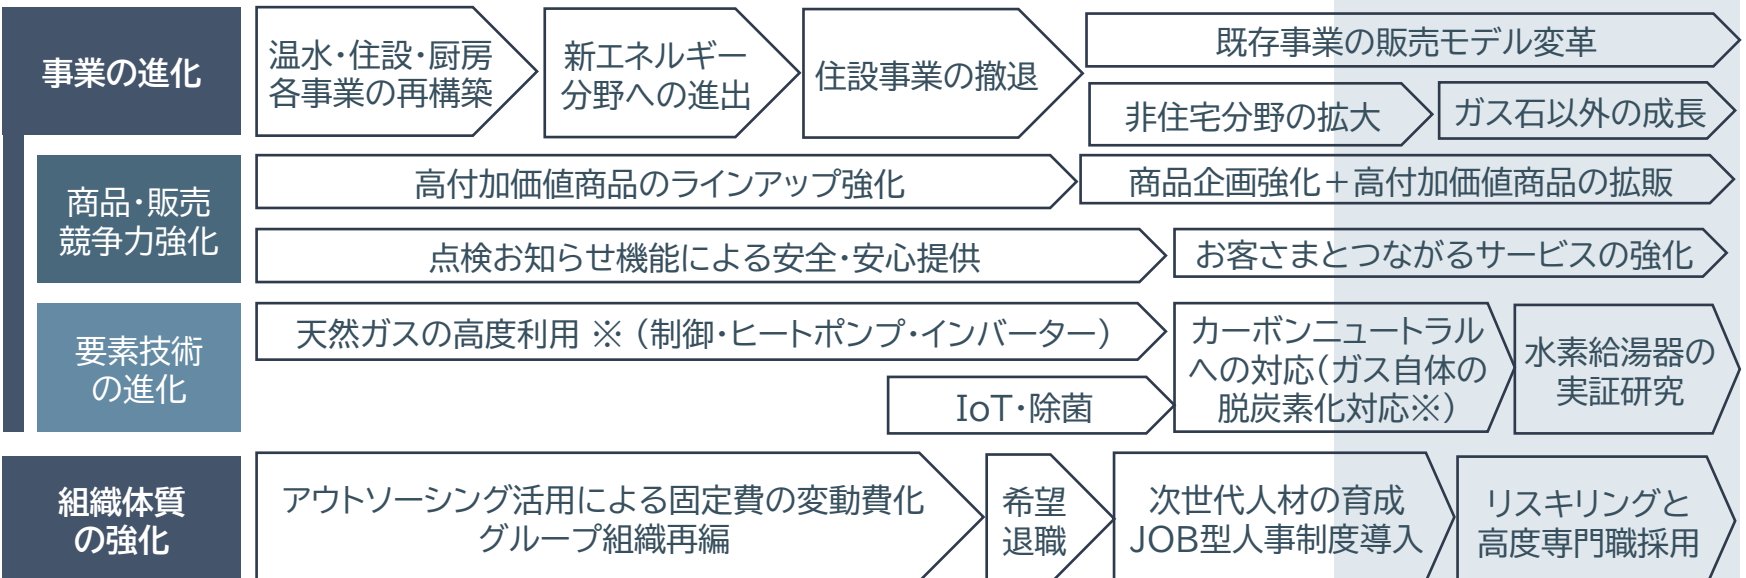 事業の進化
温水・住設・厨房
各事業の再構築
新エネルギー
分野への進出
住設事業の撤退
既存事業の販売モデル変革
非住宅分野の拡大
ガス石以外の成長
商品・販売
競争力強化
高付加価値商品のラインアップ強化
商品企画強化＋高付加価値商品の拡販
点検お知らせ機能による安全・安心提供
お客さまとつながるサービスの強化
要素技術
の進化
天然ガスの高度利用 ※（制御・ヒートポンプ・インバーター）
IoT・除菌
カーボンニュートラル
への対応（ガス自体の
脱炭素化対応※）
水素給湯器の
実証研究
組織体質
の強化
アウトソーシング活用による固定費の変動費化
グループ組織再編
希望
退職
次世代人材の育成
JOB型人事制度導入
リスキリングと
高度専門職採用